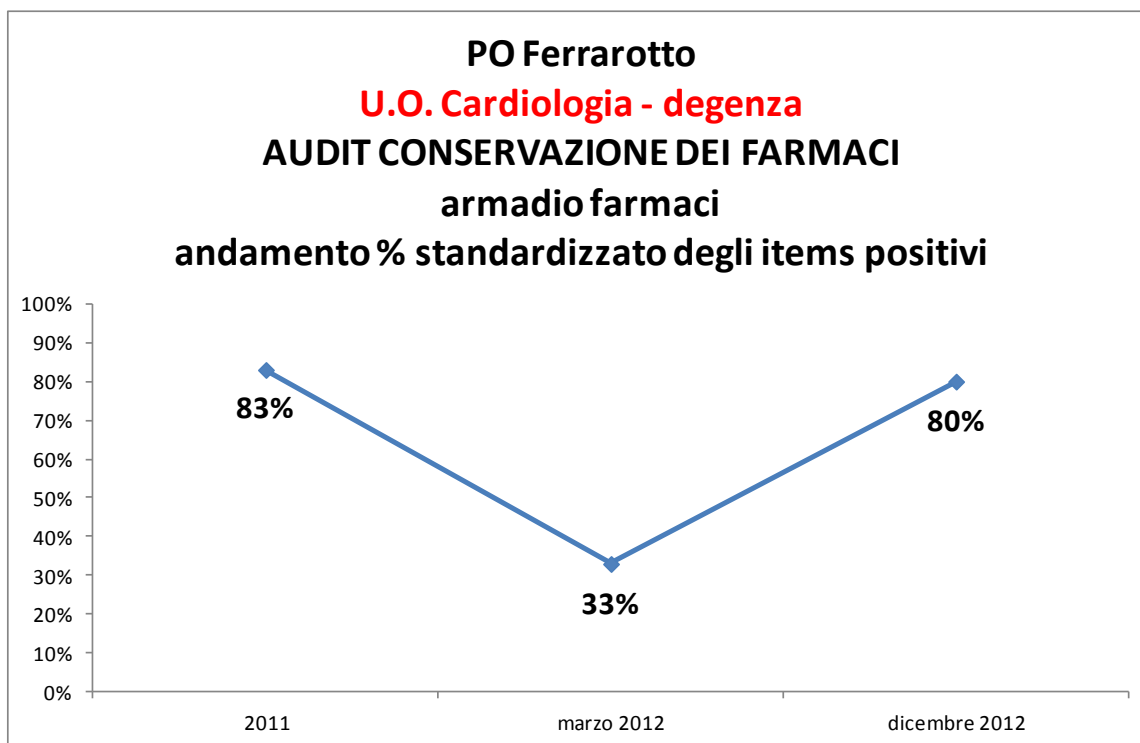 PO Ferrarotto
U.O. Cardiologia - degenza
AUDIT CONSERVAZIONE DEI FARMACI
armadio farmaci
andamento % standardizzato degli items positivi
100%
90%
80%
70%
60%
50%
40%
30%
20%
10%
0%
83%
33%
80%
2011
marzo 2012
dicembre 2012